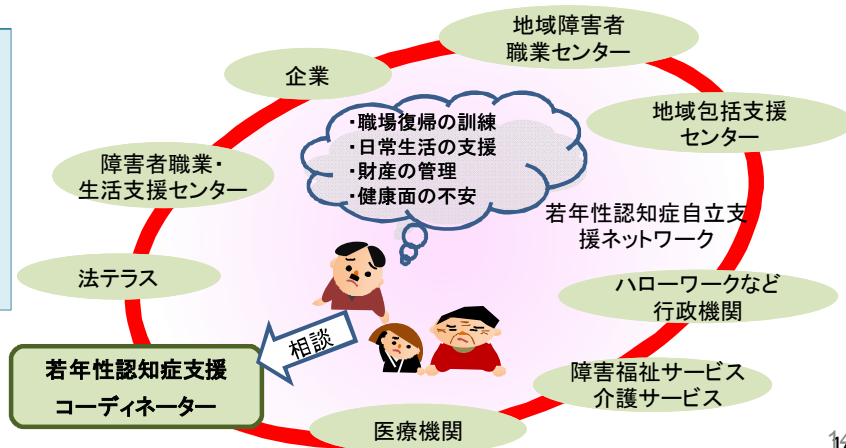 地域障害者
職業センター
企業
地域包括支援
センター
・職場復帰の訓練
・日常生活の支援
・財産の管理
・健康面の不安
障害者職業・
生活支援センター
若年性認知症自立支
援ネットワーク
法テラス
ハローワークなど
行政機関
相談
若年性認知症支援
コーディネーター
障害福祉サービス
介護サービス
医療機関